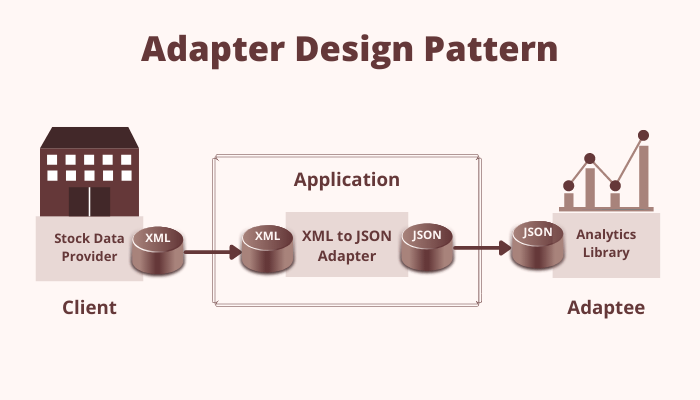 Adapter Design Pattern
Application
Stock Data
Provider
XML
XML
XML to JSON
Adapter
JSON
JSON
Analytics
Library
Client
Adaptee